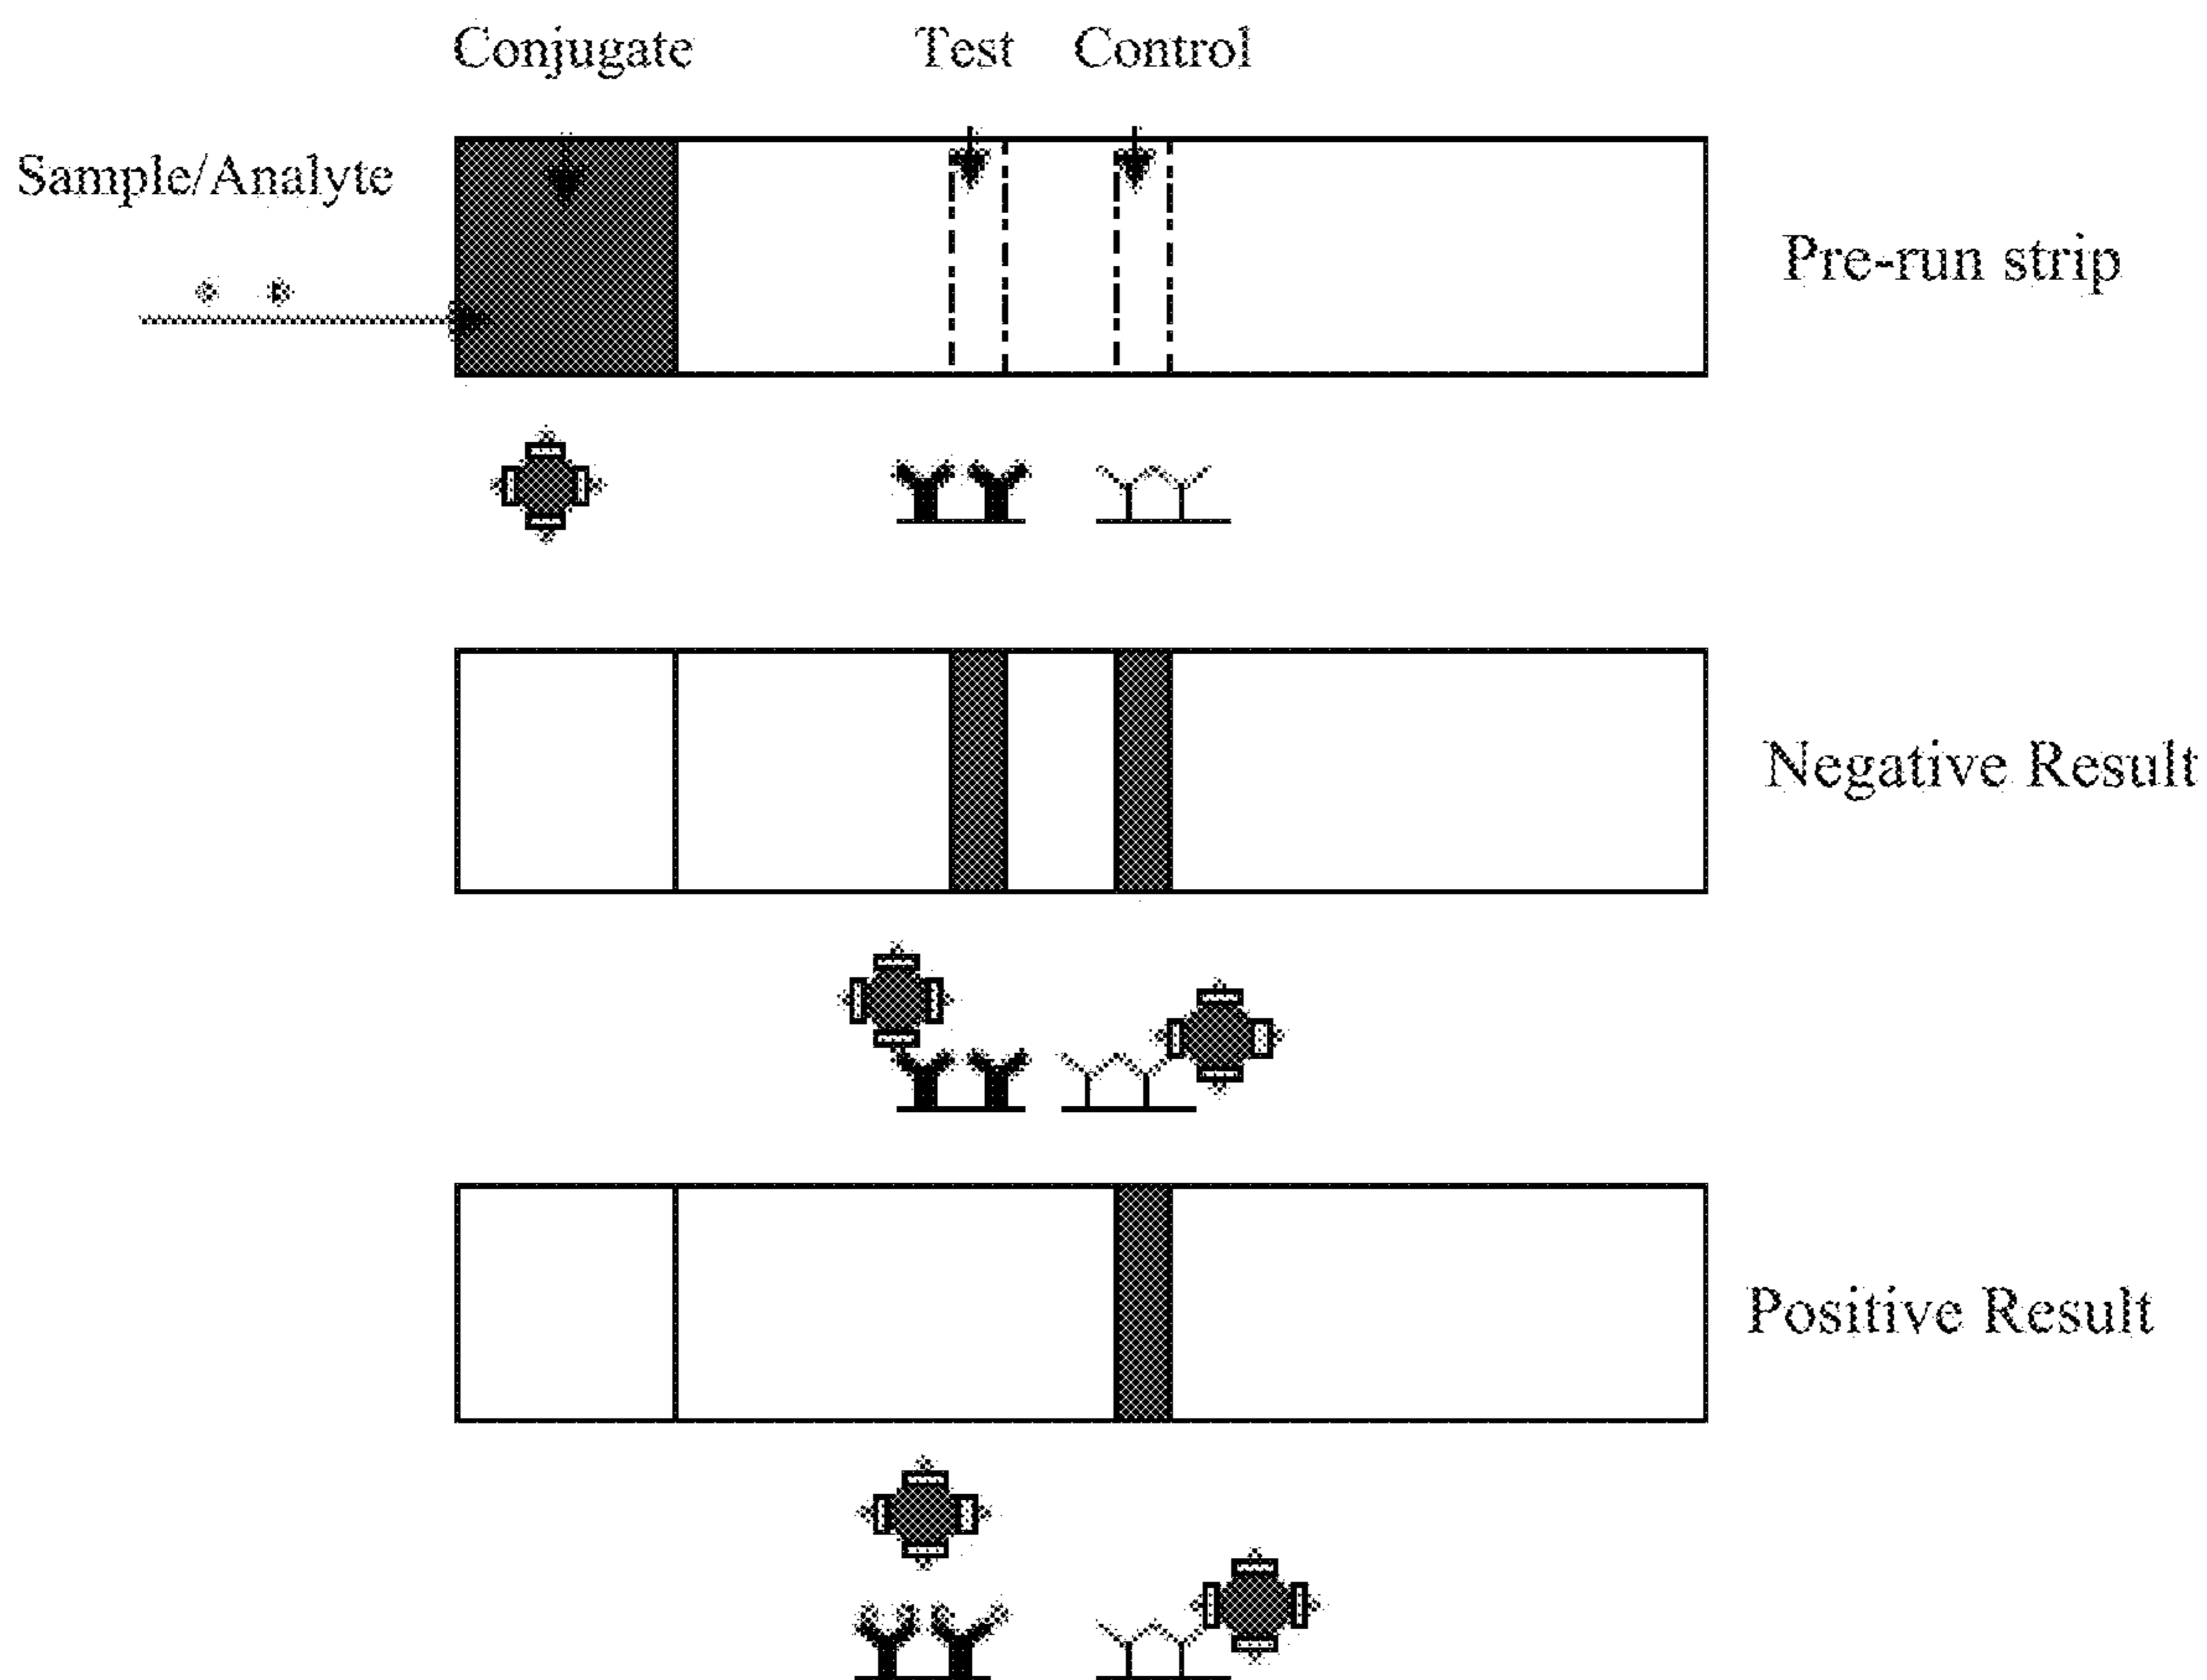 Conjugate
Test
Control
Sample/Analyte
Pre-run strip
Negative Result
Positive Result